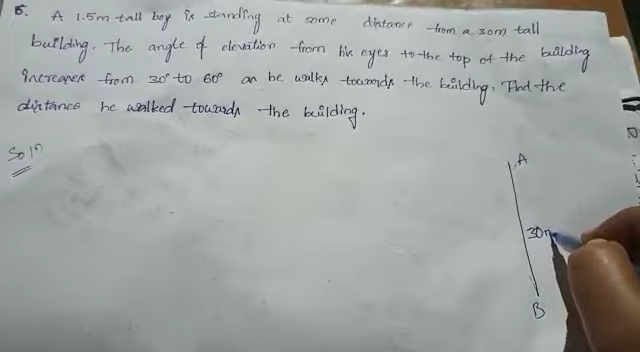 6. A 1.5m tall boy is standing at some distance from a 30m tall
building. The angle of elevation from his eyes to the top of the building
increases from 30° to 60° as he walks towards the building. Find the
distance he walked towards the building.
Soln
A
30m
B